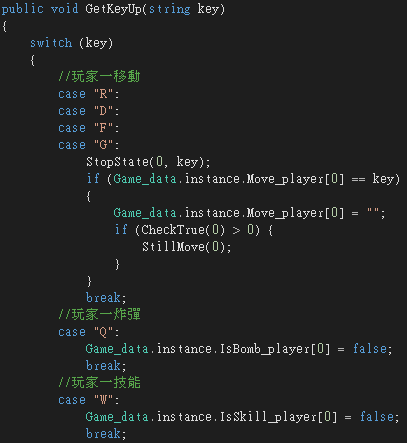 public void GetKeyUp(string key)
{
switch (key)
{
//玩家一移動
case "R":
case "D":
case "F":
case "G":
StopState(0, key);
if (Game_data.instance.Move_player[0] == key)
{
Game_data.instance.Move_player[0] = "";
if (CheckTrue(0) > 0) {
StillMove(0);
}
}
break;
//玩家一炸彈
case "Q":
Game_data.instance.IsBomb_player[0] = false;
break;
//玩家一技能
case "W":
Game_data.instance.IsSkill_player[0] = false;
break;